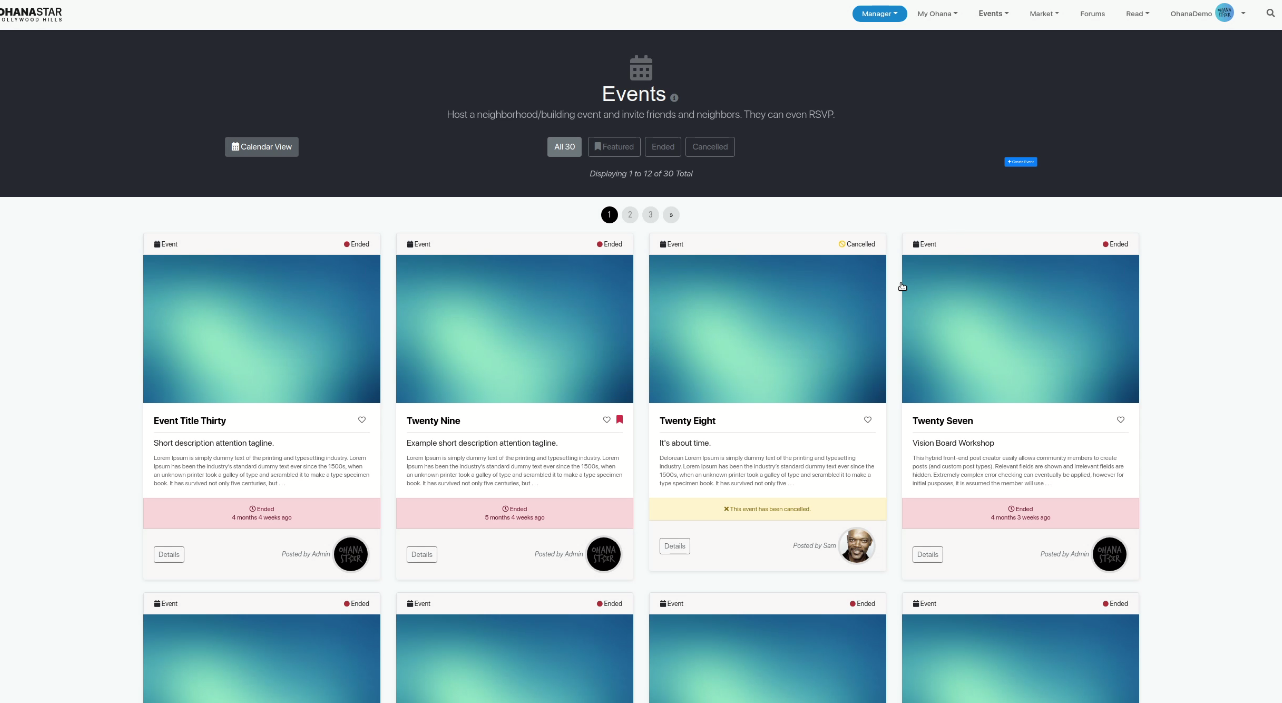 OHANASTAR
HOLLYWOOD HILLS
Manager
My Ohana
Events
Market
Forums
Read
OhanaDemo
Events
Host a neighborhood/building event and invite friends and neighbors. They can even RSVP.
Calendar View
All 30
Featured
Ended
Cancelled
Displaying 1 to 12 of 30 Total
1
2
3
»
Event
Ended
Event Title Thirty
Short description attention tagline.
Lorem Ipsum is simply dummy text of the printing and typesetting industry. Lorem
Ipsum has been the industry's standard dummy text ever since the 1500s, when
an unknown printer took a galley of type and scrambled it to make a type specimen
book. It has survived not only five centuries, but ...
Ended
4 months 4 weeks ago
Details
Posted by Admin
Event
Ended
Twenty Nine
Example short description attention tagline.
Lorem Ipsum is simply dummy text of the printing and typesetting industry. Lorem
Ipsum has been the industry's standard dummy text ever since the 1500s, when
an unknown printer took a galley of type and scrambled it to make a type specimen
book. It has survived not only five centuries, but ...
Ended
5 months 4 weeks ago
Details
Posted by Admin
Event
Cancelled
Twenty Eight
It's about time.
Doloreari Lorem Ipsum is simply dummy text of the printing and typesetting
industry. Lorem Ipsum has been the industry's standard dummy text ever since the
1500s, when an unknown printer took a galley of type and scrambled it to make a
type specimen book. It has survived not only five ...
This event has been cancelled.
Details
Posted by Sam
Event
Ended
Twenty Seven
Vision Board Workshop
This hybrid front-end post creator easily allows community members to create
posts (and custom post types). Relevant fields are shown and irrelevant fields are
hidden. Extremely complex error checking can eventually be applied, however for
initial purposes, it is assumed the member will use ...
Ended
4 months 3 weeks ago
Details
Posted by Admin
Event
Ended
Event
Ended
Event
Ended
Event
Ended